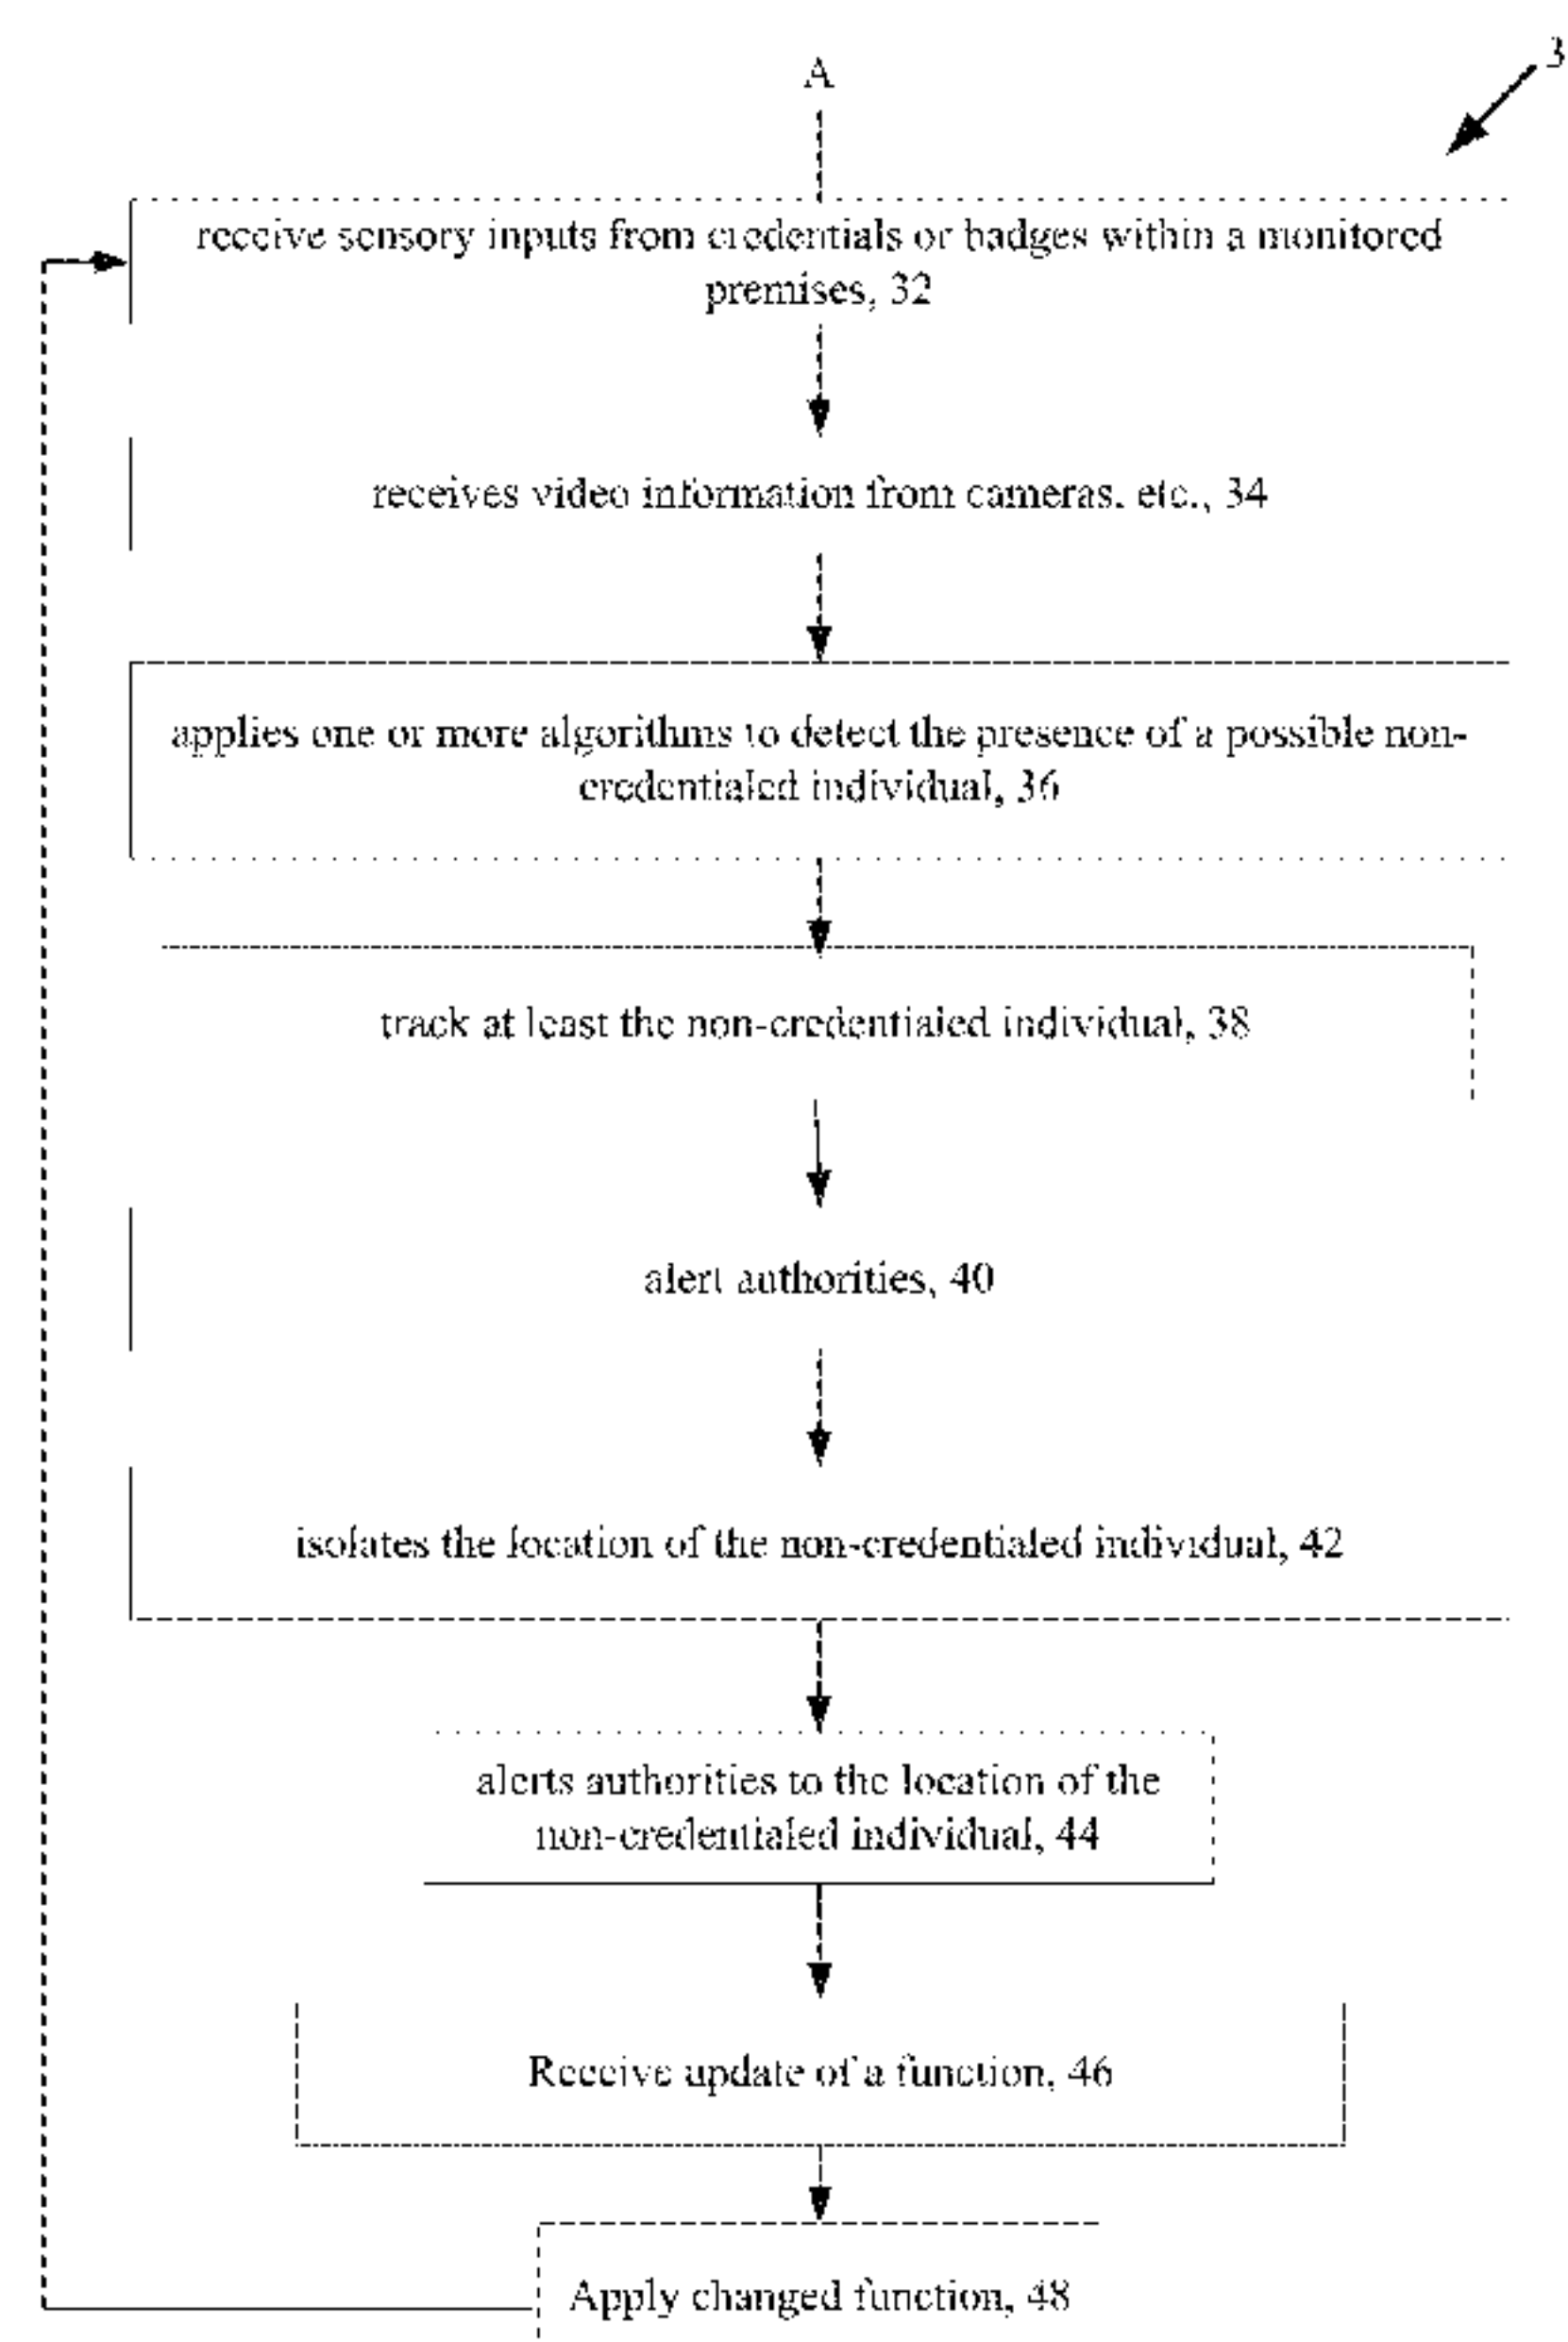 A
3
receive sensory inputs from credentials or badges within a monitored
premises, 32
receives video information from cameras, etc., 34
applies one or more algorithms to detect the presence of a possible non-
credentialed individual, 36
track at least the non-credentialed individual, 38
alert authorities, 40
isolates the location of the non-credentialed individual, 42
alerts authorities to the location of the
non-credentialed individual, 44
Receive update of a function, 46
Apply changed function, 48